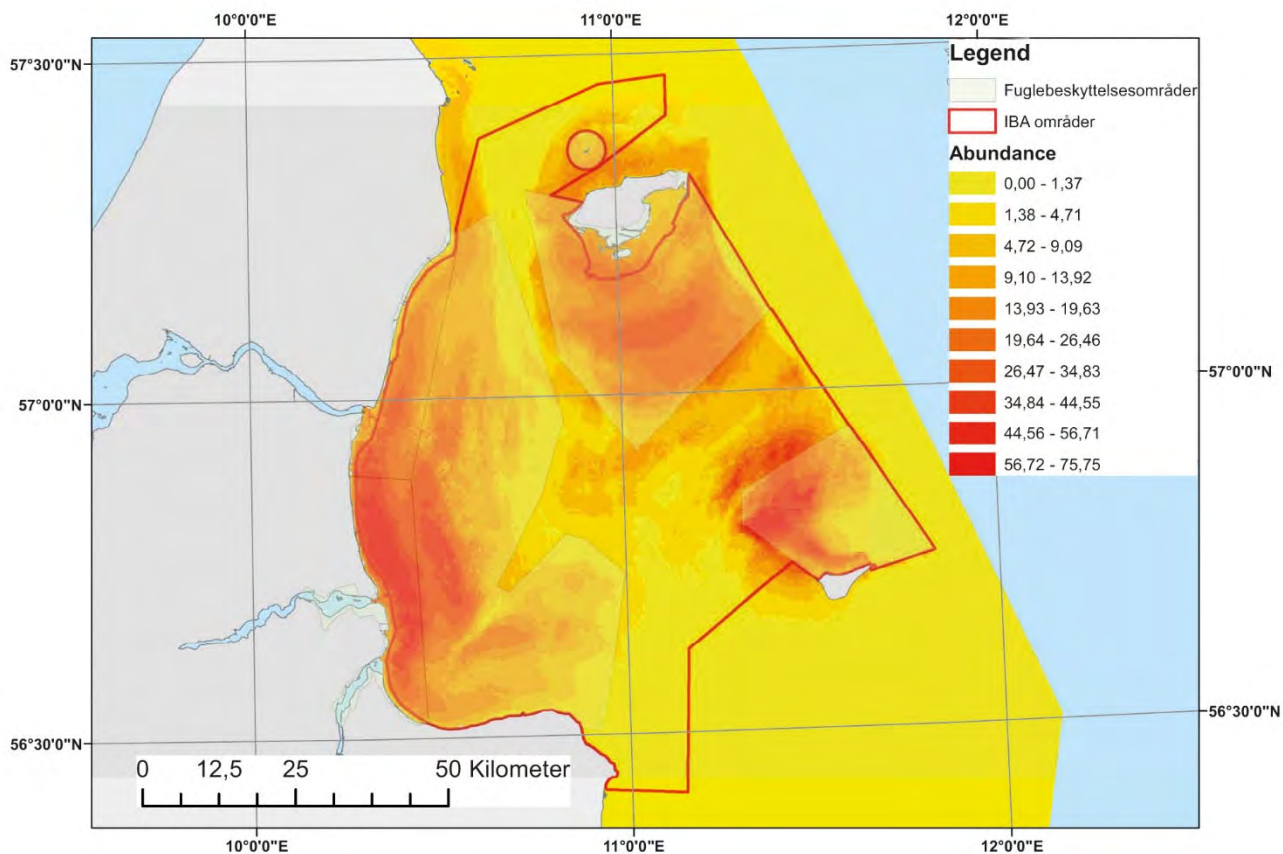 10°0'0"E 11°0'0"E 12°0'0"E
57°30'0"N
Legend
Fuglebeskyttelsesområder
IBA områder
Abundance
0,00 - 1,37
1,38 - 4,71
4,72 - 9,09
9,10 - 13,92
13,93 - 19,63
19,64 - 26,46
26,47 - 34,83
34,84 - 44,55
44,56 - 56,71
56,72 - 75,75
57°0'0"N
57°0'0"N
56°30'0"N
56°30'0"N
0 12,5 25 50 Kilometer
10°0'0"E 11°0'0"E 12°0'0"E